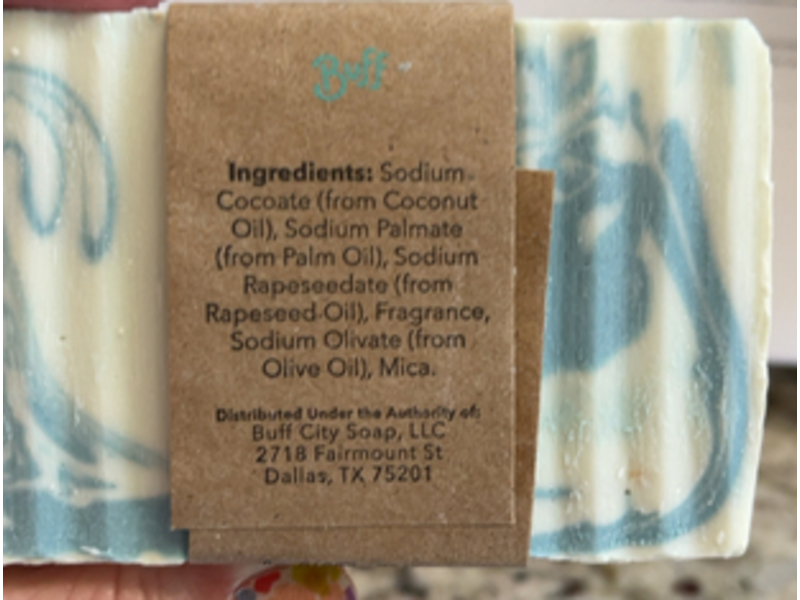 Buff
Ingredients: Sodium
Cocoate (from Coconut
Oil), Sodium Palmate
(from Palm Oil), Sodium
Rapeseedate (from
Rapeseed Oil), Fragrance,
Sodium Olivate (from
Olive Oil), Mica.
Distributed Under the Authority of:
Buff City Soap, LLC
2718 Fairmount St
Dallas, TX 75201